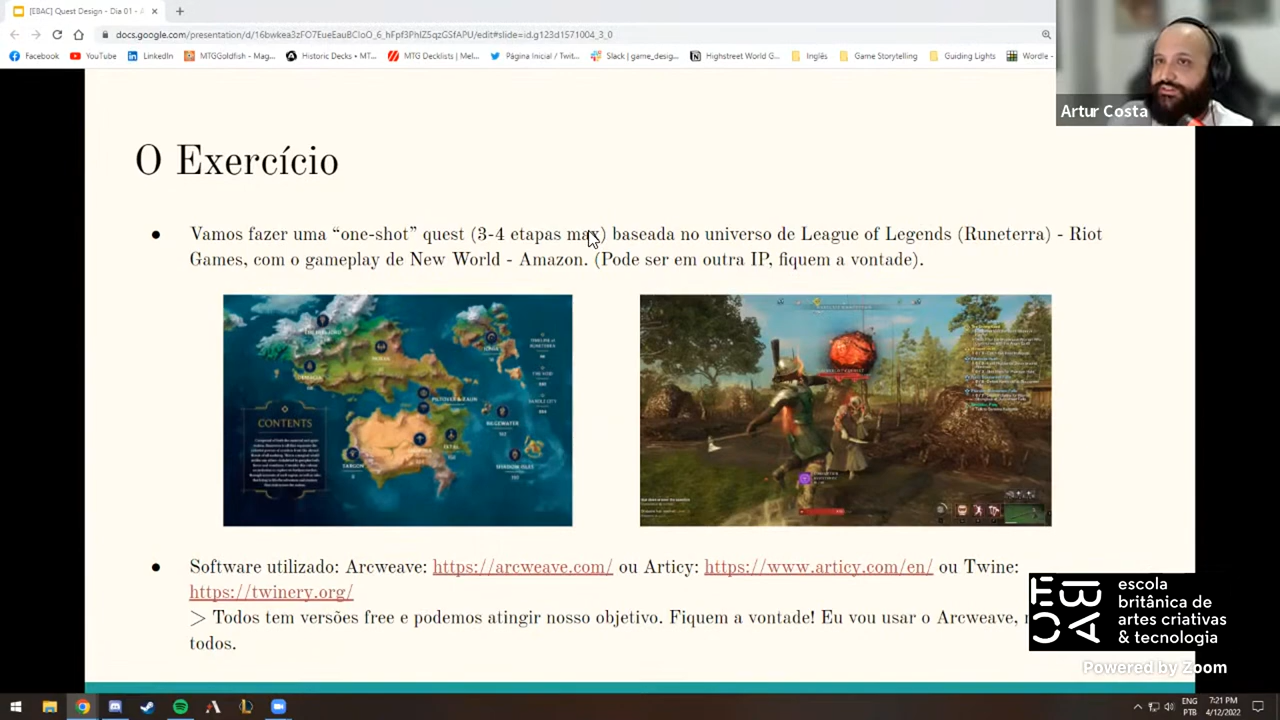 [EBAC] Quest Design - Dia 01 - A
docs.google.com/presentation/d/16bwkea3zFO7EueEau8CloO_6_hFpf3PhIZ5qzGSfAPU/edit#slide=id.g123d1571004_3_0
Facebook
YouTube
LinkedIn
MTGGoldfish - Mag...
Historic Decks • MT...
MTG Decklists | Mel...
Página Inicial / Twit...
Slack | game_desig...
Highstreet World G...
Inglês
Game Storytelling
Guiding Lights
Wordle -
Artur Costa
O Exercício
Vamos fazer uma “one-shot” quest (3-4 etapas max) baseada no universo de League of Legends (Runeterra) - Riot
Games, com o gameplay de New World - Amazon. (Pode ser em outra IP, fiquem a vontade).
PILTOVER & ZAUN
BILGEWATER
CONTENTS
Software utilizado: Arcweave: https://arcweave.com/ ou Articy: https://www.articy.com/en/ ou Twine:
https://twinery.org/
> Todos tem versões free e podemos atingir nosso objetivo. Fiquem a vontade! Eu vou usar o Arcweave,
todos.
EBAC
escola
britânica de
artes criativas
& tecnologia
Powered by Zoom
ENG
PTB
7:21 PM
4/12/2022